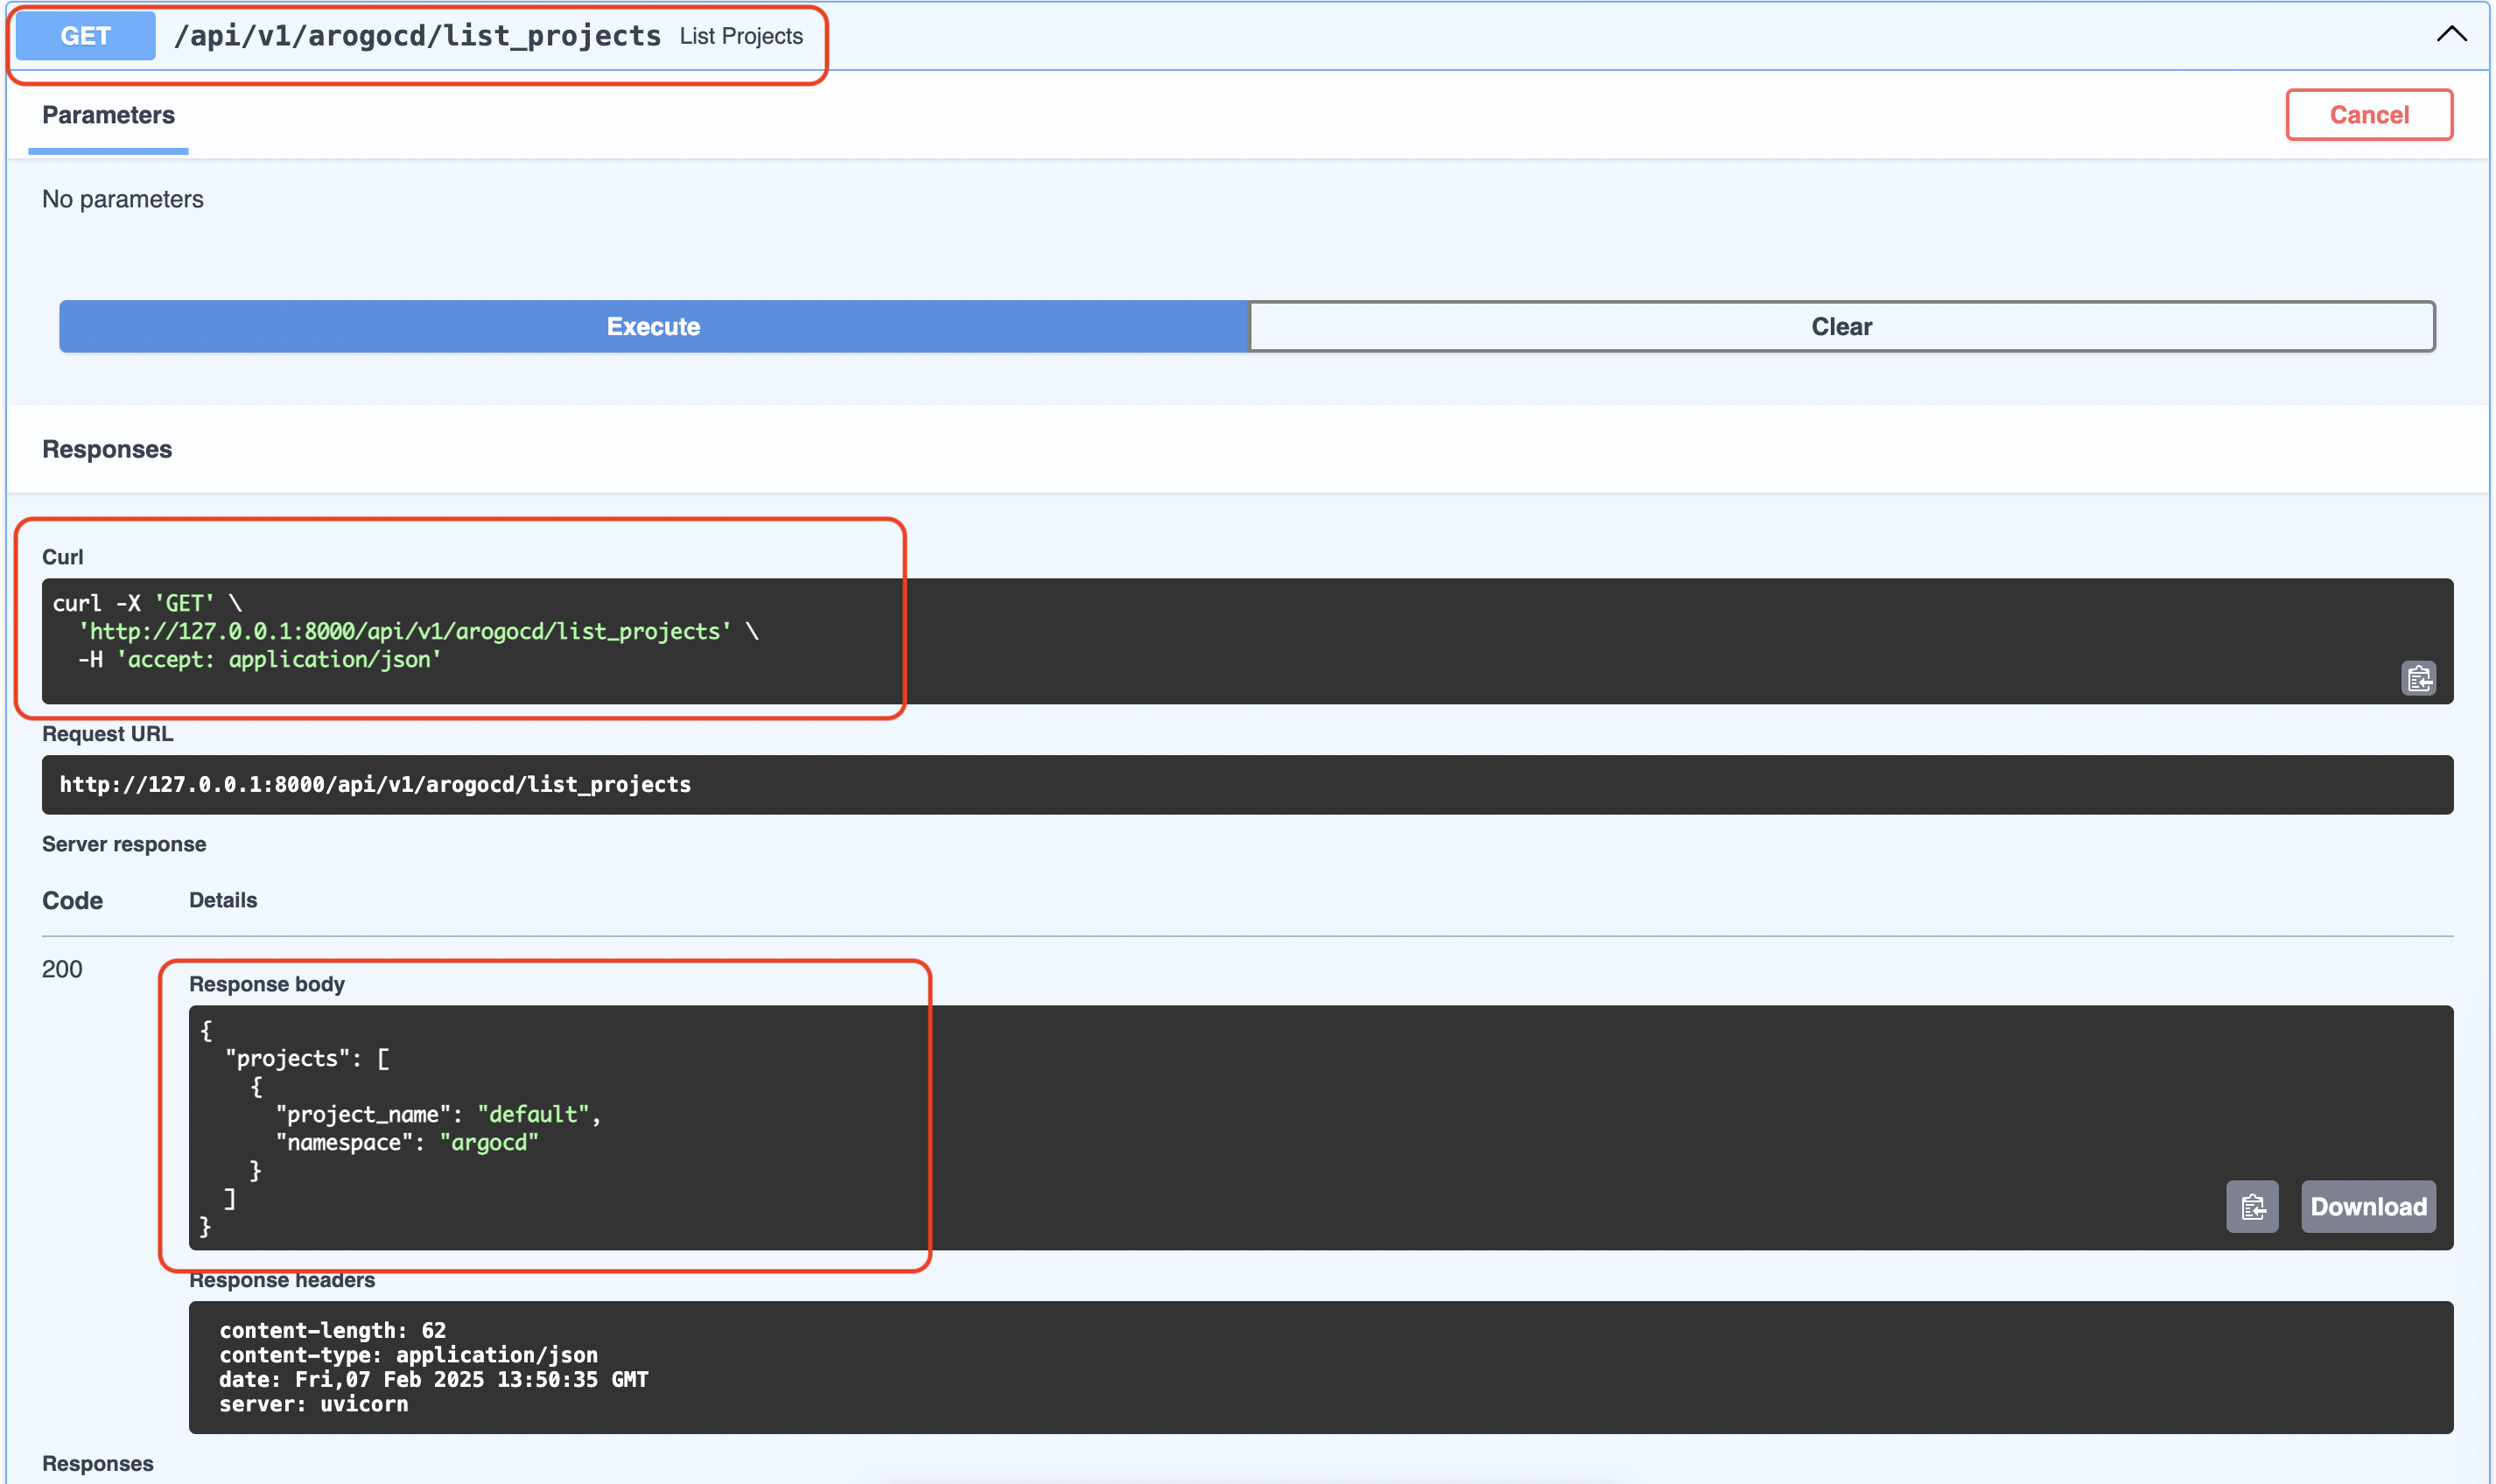 GET /api/v1/arogocd/list_projects List Projects
Parameters Cancel
No parameters
Execute Clear
Responses
Curl
curl -X 'GET' \
'http://127.0.0.1:8000/api/v1/arogocd/list_projects' \
-H 'accept: application/json'
Request URL
http://127.0.0.1:8000/api/v1/arogocd/list_projects
Server response
Code Details
200
Response body
{
"projects": [
{
"project_name": "default",
"namespace": "argocd"
}
]
}
Download
Response headers
content-length: 62
content-type: application/json
date: Fri,07 Feb 2025 13:50:35 GMT
server: uvicorn
Responses